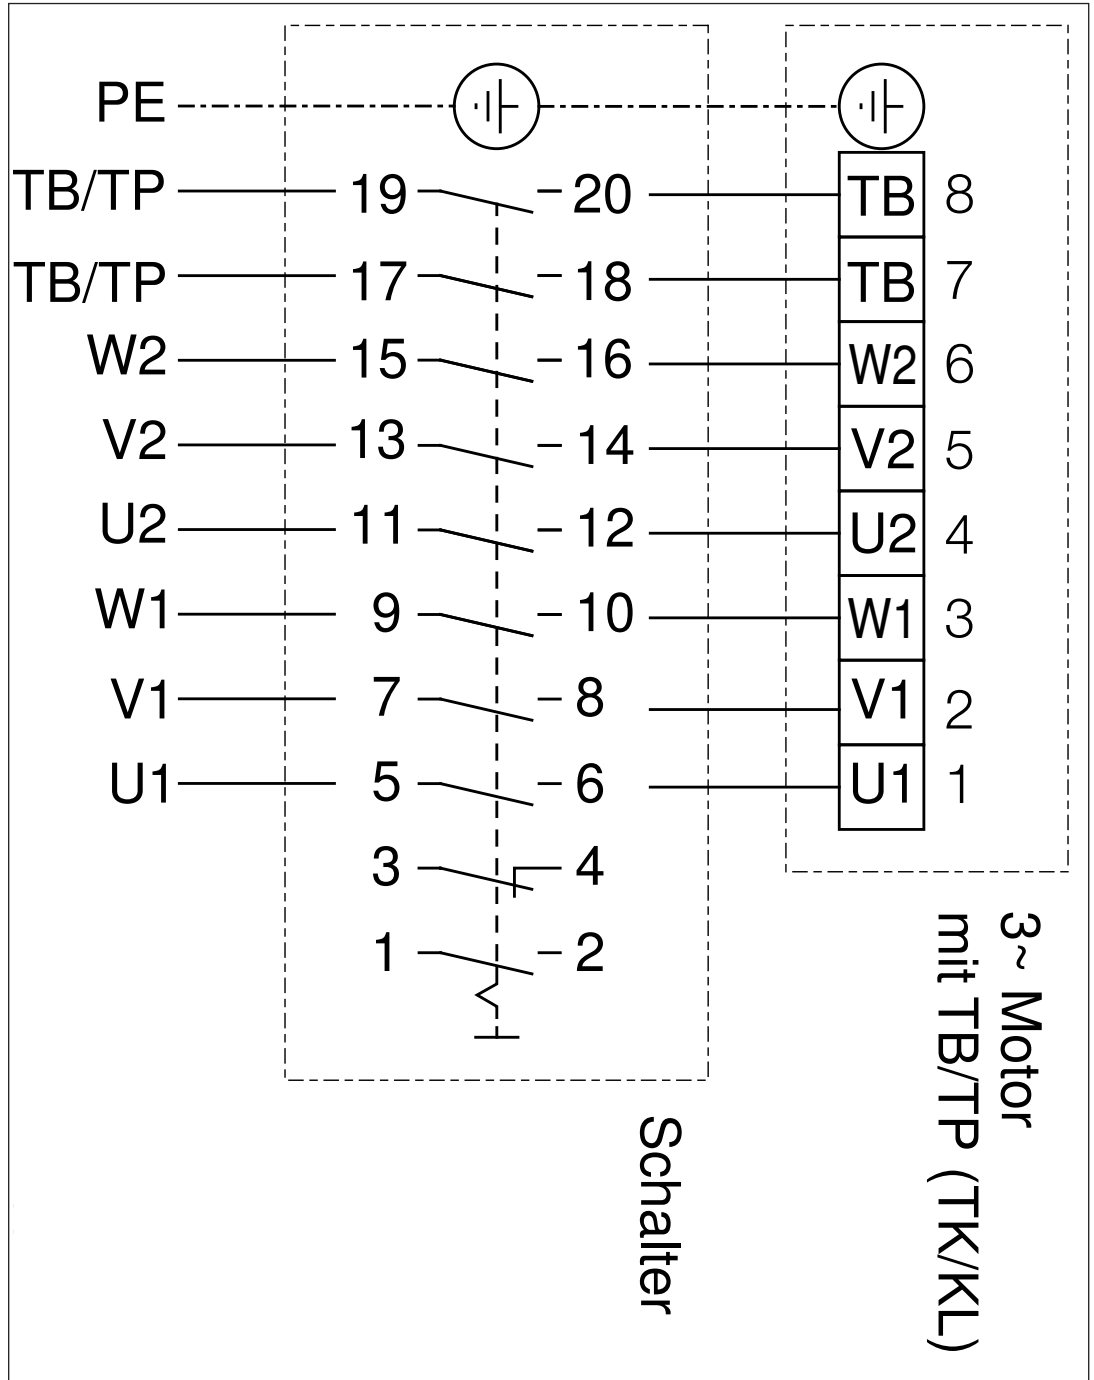 PE
TB/TP 19 20 TB 8
TB/TP 17 18 TB 7
W2 15 16 W2 6
V2 13 14 V2 5
U2 11 12 U2 4
W1 9 10 W1 3
V1 7 8 V1 2
U1 5 6 U1 1
3 4
1 2
Schalter
3~ Motor
mit TB/TP (TK/KL)